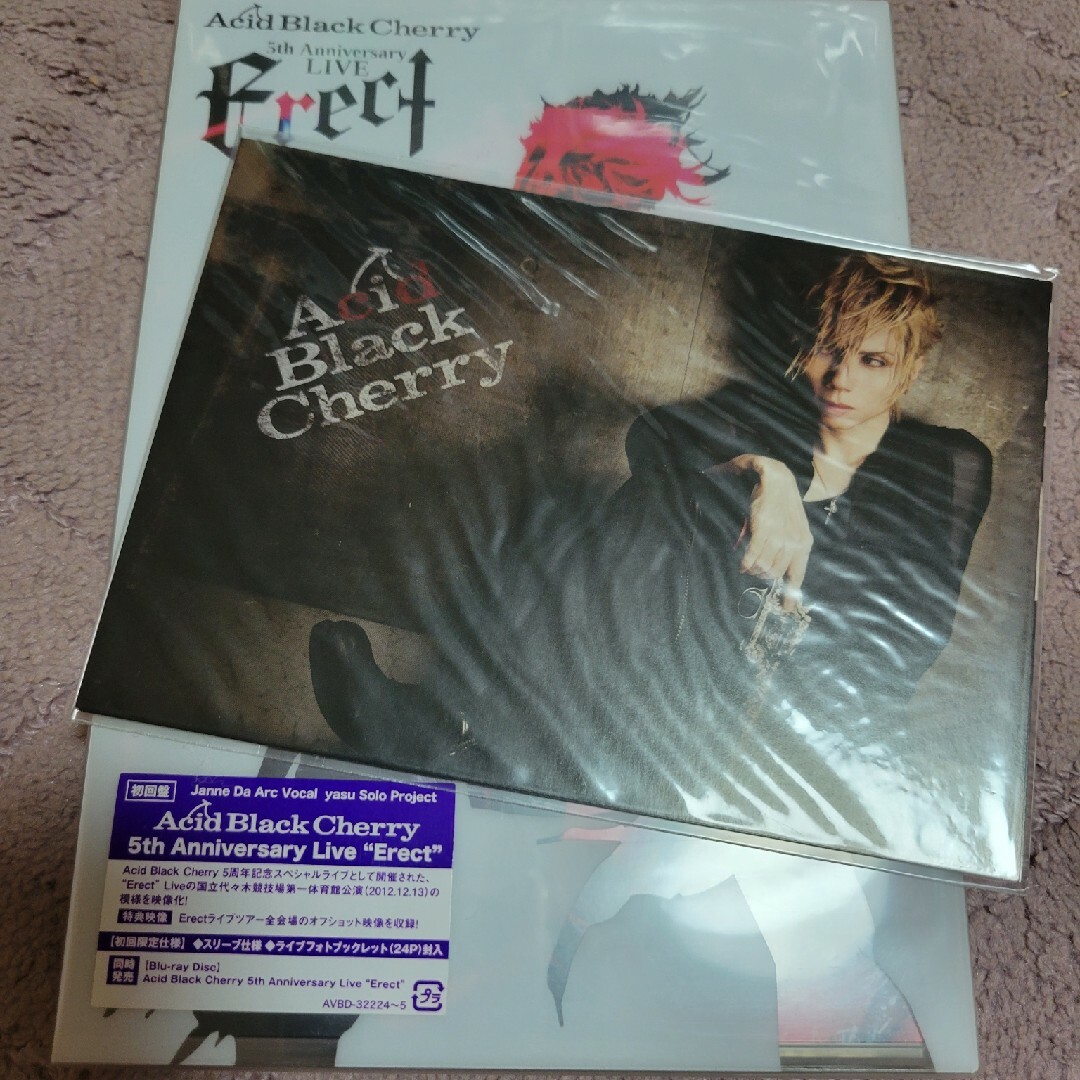 Acid Black Cherry
5th Anniversary
LIVE
Erect
Acid
Black
Cherry
初回盤 Janne Da Arc Vocal yasu Solo Project
Acid Black Cherry
5th Anniversary Live “Erect”
Acid Black Cherry 5周年記念スペシャルライブとして開催された、
“Erect” Liveの国立代々木競技場第一体育館公演(2012.12.13)の
模様を映像化!
特典映像 Erectライブツアー全会場のオフショット映像を収録!
【初回限定仕様】◆スリーブ仕様 ◆ライブフォトブックレット(24P)封入
同時
発売
【Blu-ray Disc】
Acid Black Cherry 5th Anniversary Live “Erect”
AVBD-32224～5
プラ